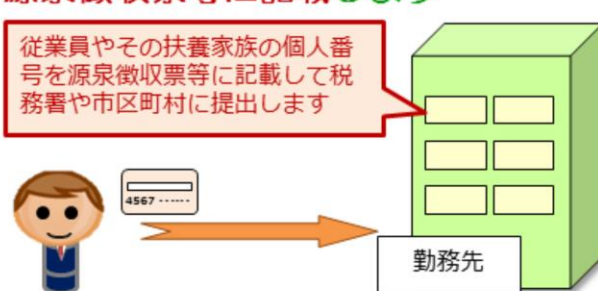 従業員やその扶養家族の個人番
号を源泉徴収票等に記載して税
務署や市区町村に提出します
4567 ------
勤務先